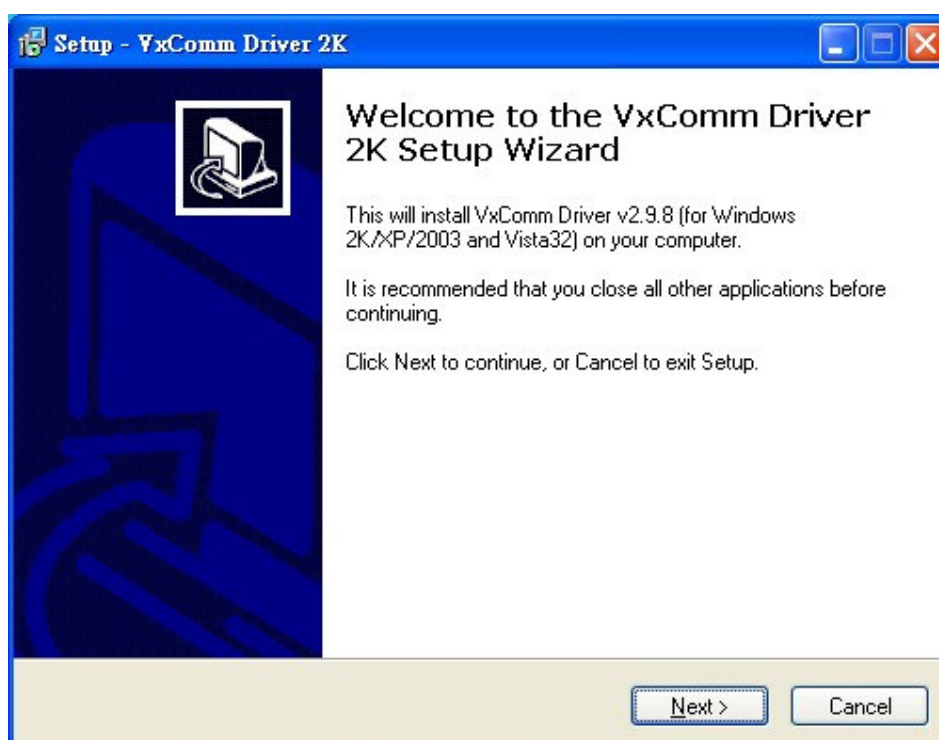 Setup - VxComm Driver 2K
Welcome to the VxComm Driver
2K Setup Wizard
This will install VxComm Driver v2.9.8 (for Windows
2K/XP/2003 and Vista32) on your computer.
It is recommended that you close all other applications before
continuing.
Click Next to continue, or Cancel to exit Setup.
Next >
Cancel